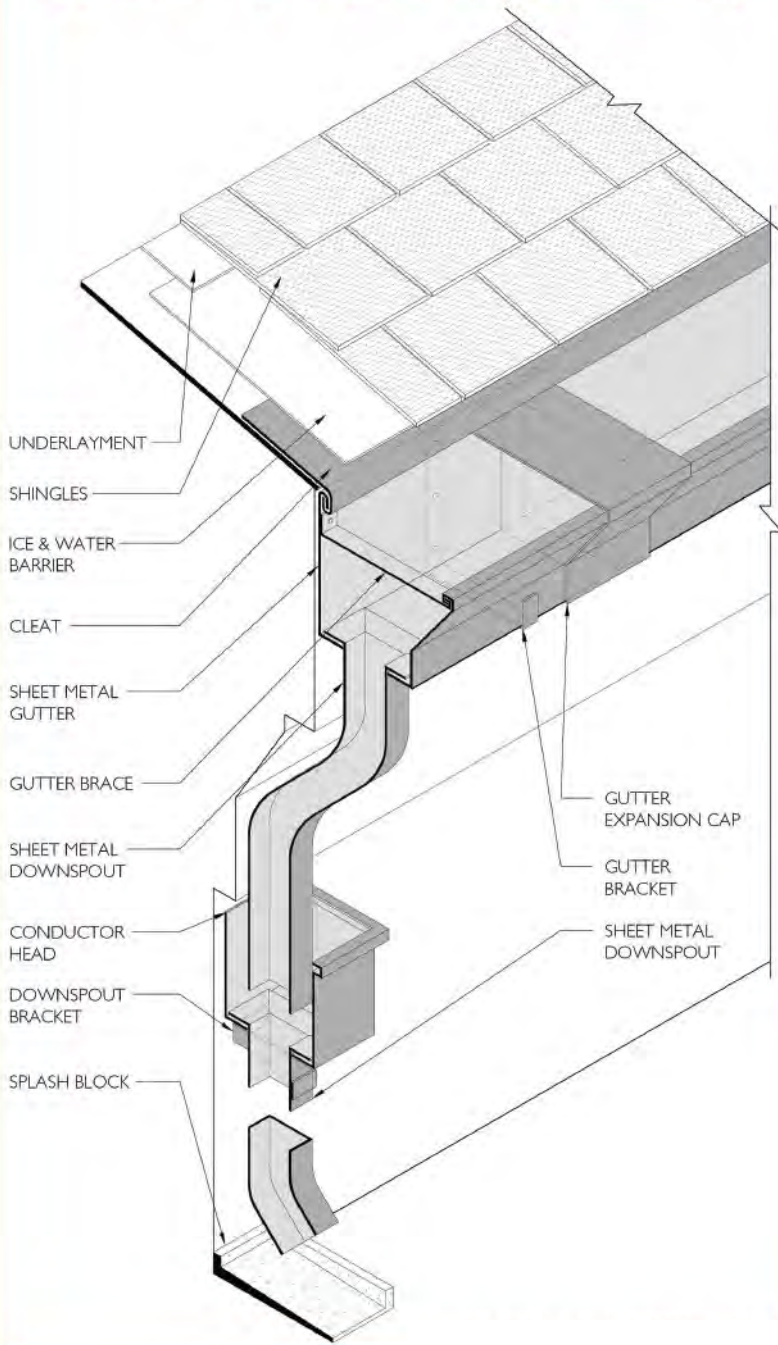 UNDERLAYMENT
SHINGLES
ICE & WATER
BARRIER
CLEAT
SHEET METAL
GUTTER
GUTTER BRACE
SHEET METAL
DOWNSPOUT
CONDUCTOR
HEAD
DOWNSPOUT
BRACKET
SPLASH BLOCK
GUTTER
EXPANSION CAP
GUTTER
BRACKET
SHEET METAL
DOWNSPOUT